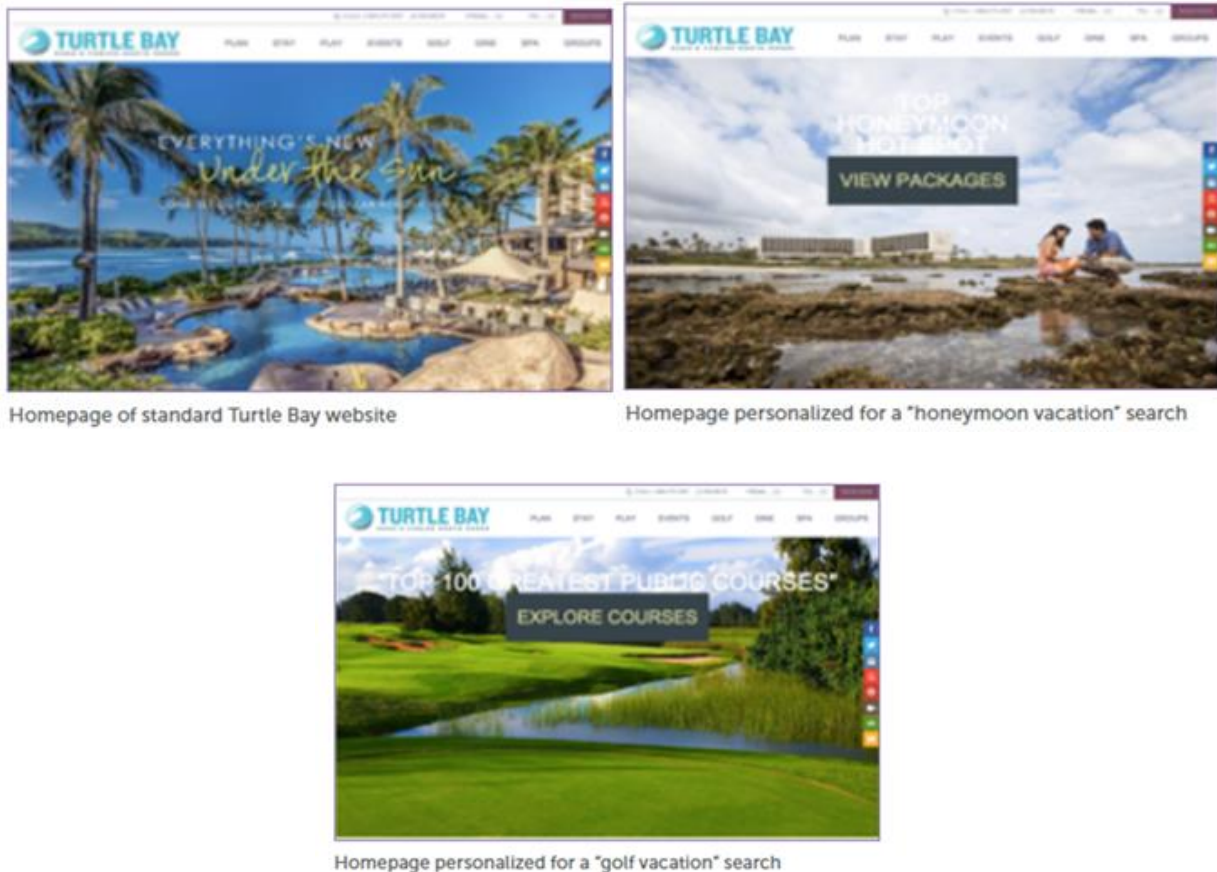 TURTLE BAY
PLAN STAY PLAY EVENTS GOLF DINE SPA GROUPS
EVERYTHING'S NEW
Under the Sun
Homepage of standard Turtle Bay website
TURTLE BAY
PLAN STAY PLAY EVENTS GOLF DINE SPA GROUPS
TOP
HONEYMOON
HOT SPOT
VIEW PACKAGES
Homepage personalized for a "honeymoon vacation" search
TURTLE BAY
PLAN STAY PLAY EVENTS GOLF DINE SPA GROUPS
"TOP 100 GREATEST PUBLIC COURSES"
EXPLORE COURSES
Homepage personalized for a "golf vacation" search